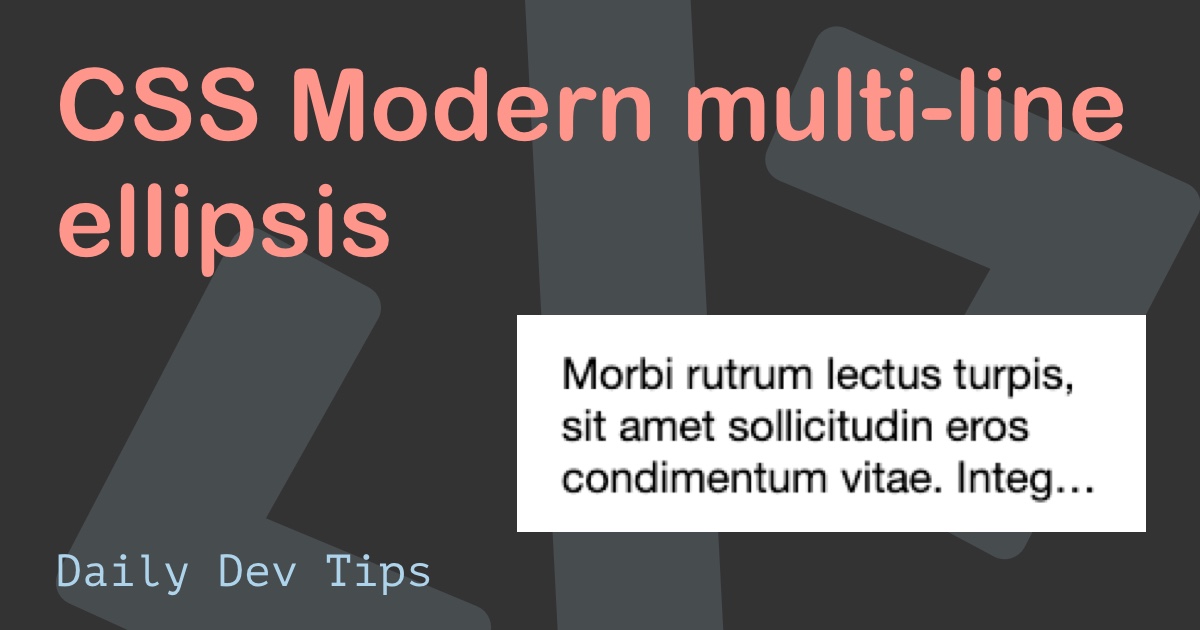 CSS Modern multi-line
ellipsis
Morbi rutrum lectus turpis,
sit amet sollicitudin eros
condimentum vitae. Integ...
Daily Dev Tips